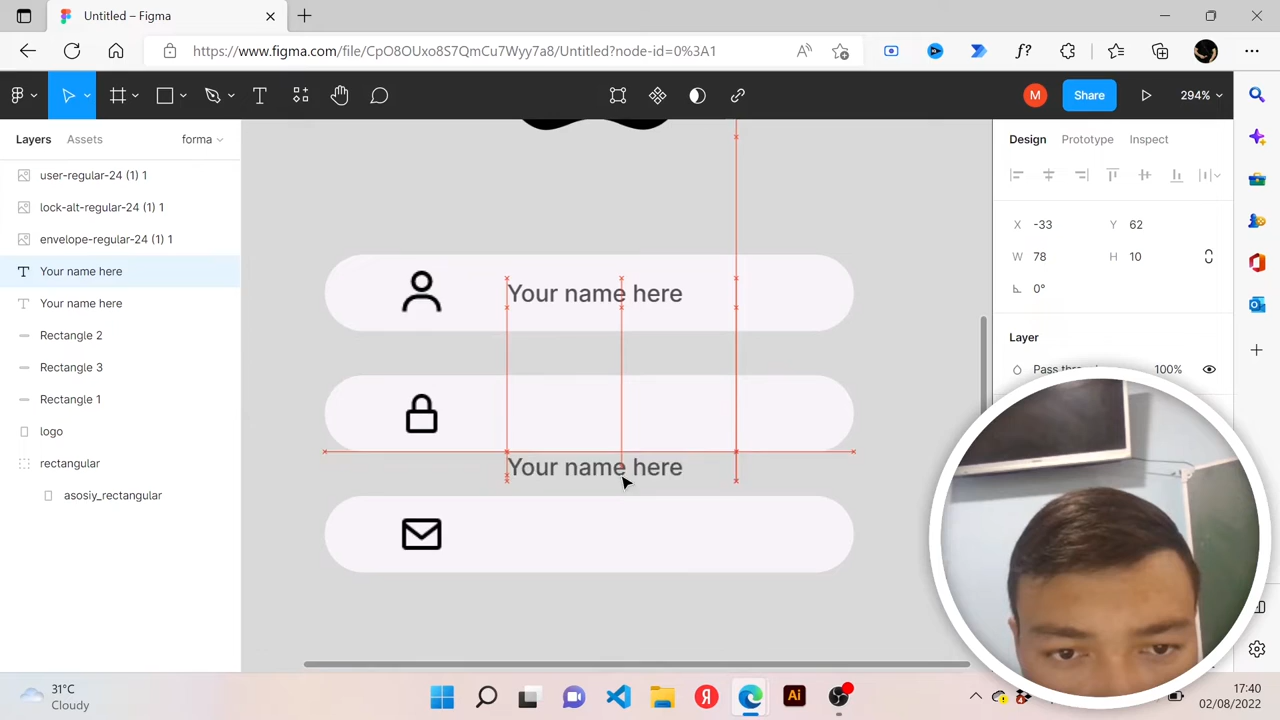 Untitled – Figma
https://www.figma.com/file/CpO8OUxo8S7QmCu7Wyy7a8/Untitled?node-id=0%3A1
M
Share
294%
Layers
Assets
forma
Design
Prototype
Inspect
user-regular-24 (1) 1
lock-alt-regular-24 (1) 1
envelope-regular-24 (1) 1
Your name here
Your name here
Rectangle 2
Rectangle 3
Rectangle 1
logo
rectangular
asosiy_rectangular
Your name here
Your name here
X -33 Y 62
W 78 H 10
0°
Layer
100%
31°C
Cloudy
Я
Ai
17:40
02/08/2022